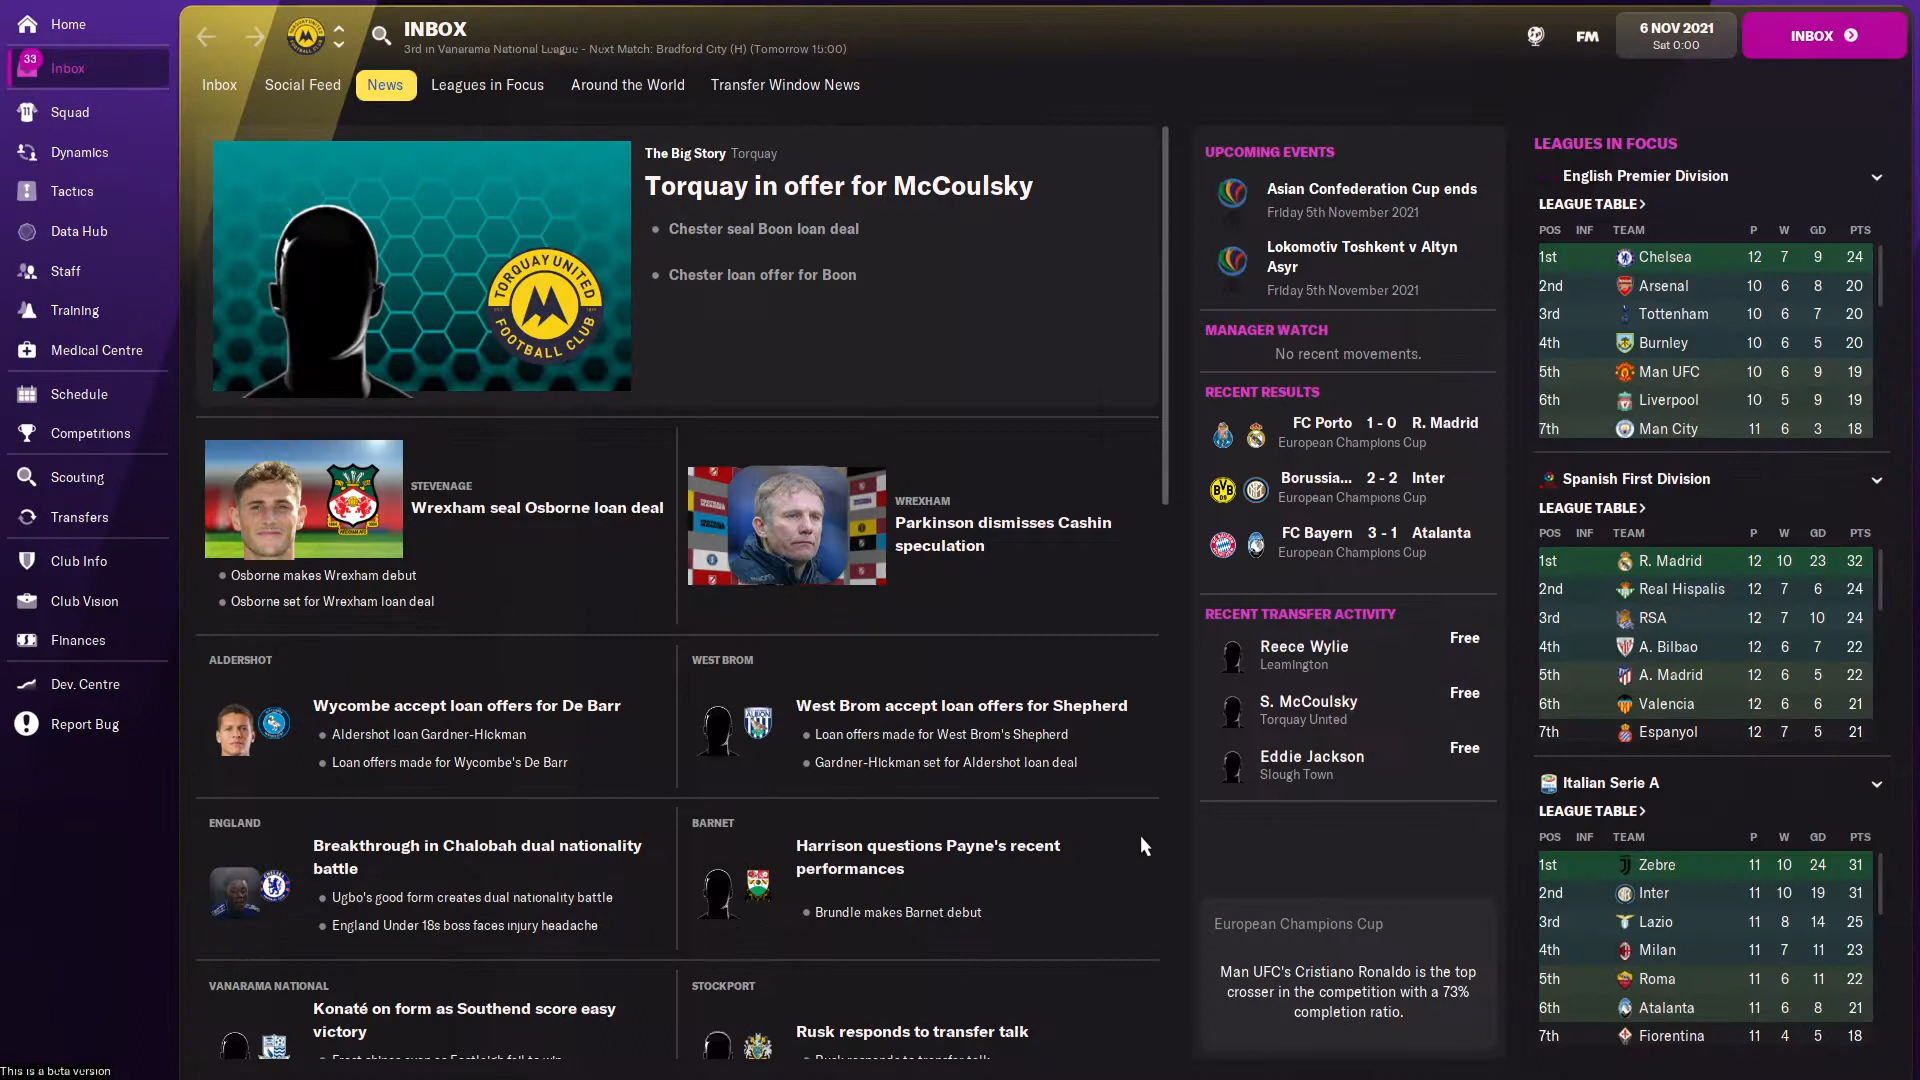 Home
33
Inbox
Squad
Dynamics
Tactics
Data Hub
Staff
Training
Medical Centre
Schedule
Competitions
Scouting
Transfers
Club Info
Club Vision
Finances
Dev. Centre
Report Bug
This is a beta version
INBOX
3rd in Vanarama National League - Next Match: Bradford City (H) (Tomorrow 15:00)
FM
6 NOV 2021
Sat 0:00
INBOX
Inbox
Social Feed
News
Leagues in Focus
Around the World
Transfer Window News
TORQUAY UNITED
FOOTBALL CLUB
The Big Story Torquay
Torquay in offer for McCoulsky
Chester seal Boon loan deal
Chester loan offer for Boon
STEVENAGE
Wrexham seal Osborne loan deal
Osborne makes Wrexham debut
Osborne set for Wrexham loan deal
WREXHAM
Parkinson dismisses Cashin
speculation
ALDERSHOT
Wycombe accept loan offers for De Barr
Aldershot loan Gardner-Hickman
Loan offers made for Wycombe's De Barr
WEST BROM
West Brom accept loan offers for Shepherd
Loan offers made for West Brom's Shepherd
Gardner-Hickman set for Aldershot loan deal
ENGLAND
Breakthrough in Chalobah dual nationality
battle
Ugbo's good form creates dual nationality battle
England Under 18s boss faces injury headache
BARNET
Harrison questions Payne's recent
performances
Brundle makes Barnet debut
VANARAMA NATIONAL
Konaté on form as Southend score easy
victory
STOCKPORT
Rusk responds to transfer talk
UPCOMING EVENTS
Asian Confederation Cup ends
Friday 5th November 2021
Lokomotiv Toshkent v Altyn
Asyr
Friday 5th November 2021
MANAGER WATCH
No recent movements.
RECENT RESULTS
FC Porto 1 - 0 R. Madrid
European Champions Cup
Borussia... 2 - 2 Inter
European Champions Cup
FC Bayern 3 - 1 Atalanta
European Champions Cup
RECENT TRANSFER ACTIVITY
Reece Wylie Free
Leamington
S. McCoulsky Free
Torquay United
Eddie Jackson Free
Slough Town
European Champions Cup
Man UFC's Cristiano Ronaldo is the top
crosser in the competition with a 73%
completion ratio.
LEAGUES IN FOCUS
English Premier Division
LEAGUE TABLE>
POS INF TEAM P W GD PTS
1st Chelsea 12 7 9 24
2nd Arsenal 10 6 8 20
3rd Tottenham 10 6 7 20
4th Burnley 10 6 5 20
5th Man UFC 10 6 9 19
6th Liverpool 10 5 9 19
7th Man City 11 6 3 18
Spanish First Division
LEAGUE TABLE>
POS INF TEAM P W GD PTS
1st R. Madrid 12 10 23 32
2nd Real Hispalis 12 7 6 24
3rd RSA 12 7 10 24
4th A. Bilbao 12 6 7 22
5th A. Madrid 12 6 5 22
6th Valencia 12 6 6 21
7th Espanyol 12 7 5 21
Italian Serie A
LEAGUE TABLE>
POS INF TEAM P W GD PTS
1st Zebre 11 10 24 31
2nd Inter 11 10 19 31
3rd Lazio 11 8 14 25
4th Milan 11 7 11 23
5th Roma 11 6 11 22
6th Atalanta 11 6 8 21
7th Fiorentina 11 4 5 18